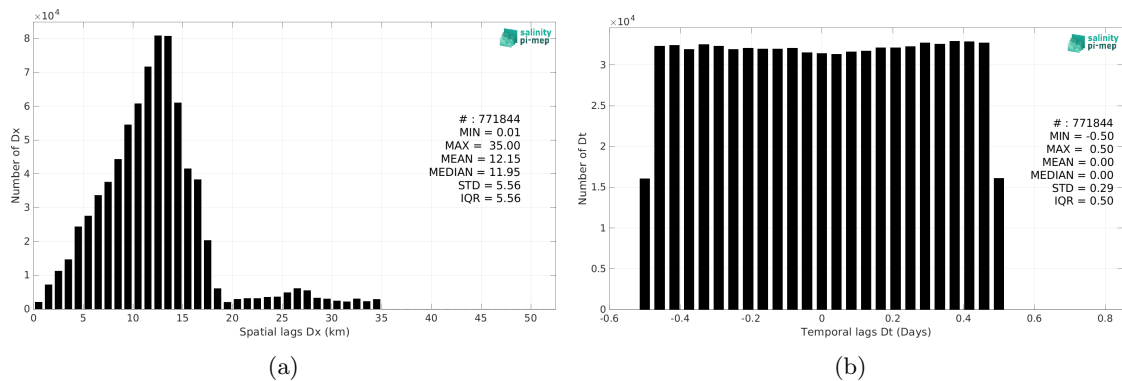 ×10⁴
8
7
6
5
4
3
2
1
0
Number of Dx
0 5 10 15 20 25 30 35 40 45 50
Spatial lags Dx (km)
salinity
pi-mep
# : 771844
MIN = 0.01
MAX = 35.00
MEAN = 12.15
MEDIAN = 11.95
STD = 5.56
IQR = 5.56
(a)
×10⁴
3
2.5
2
1.5
1
0.5
0
Number of Dt
-0.6 -0.4 -0.2 0 0.2 0.4 0.6 0.8
Temporal lags Dt (Days)
salinity
pi-mep
# : 771844
MIN = -0.50
MAX = 0.50
MEAN = 0.00
MEDIAN = 0.00
STD = 0.29
IQR = 0.50
(b)